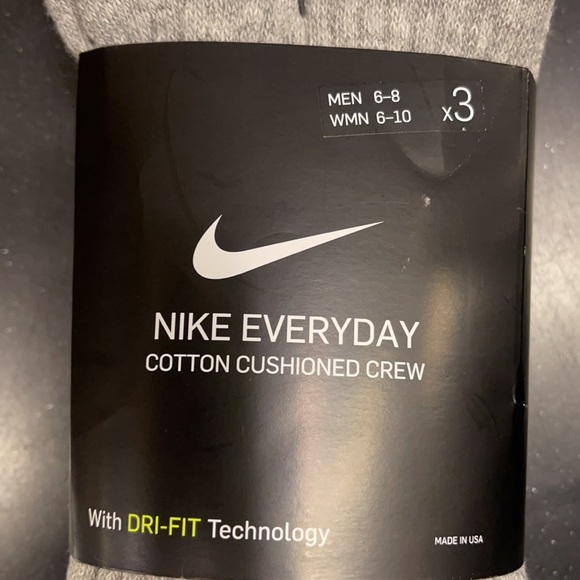 MEN 6–8
WMN 6–10 x3
NIKE EVERYDAY
COTTON CUSHIONED CREW
With DRI-FIT Technology
MADE IN USA